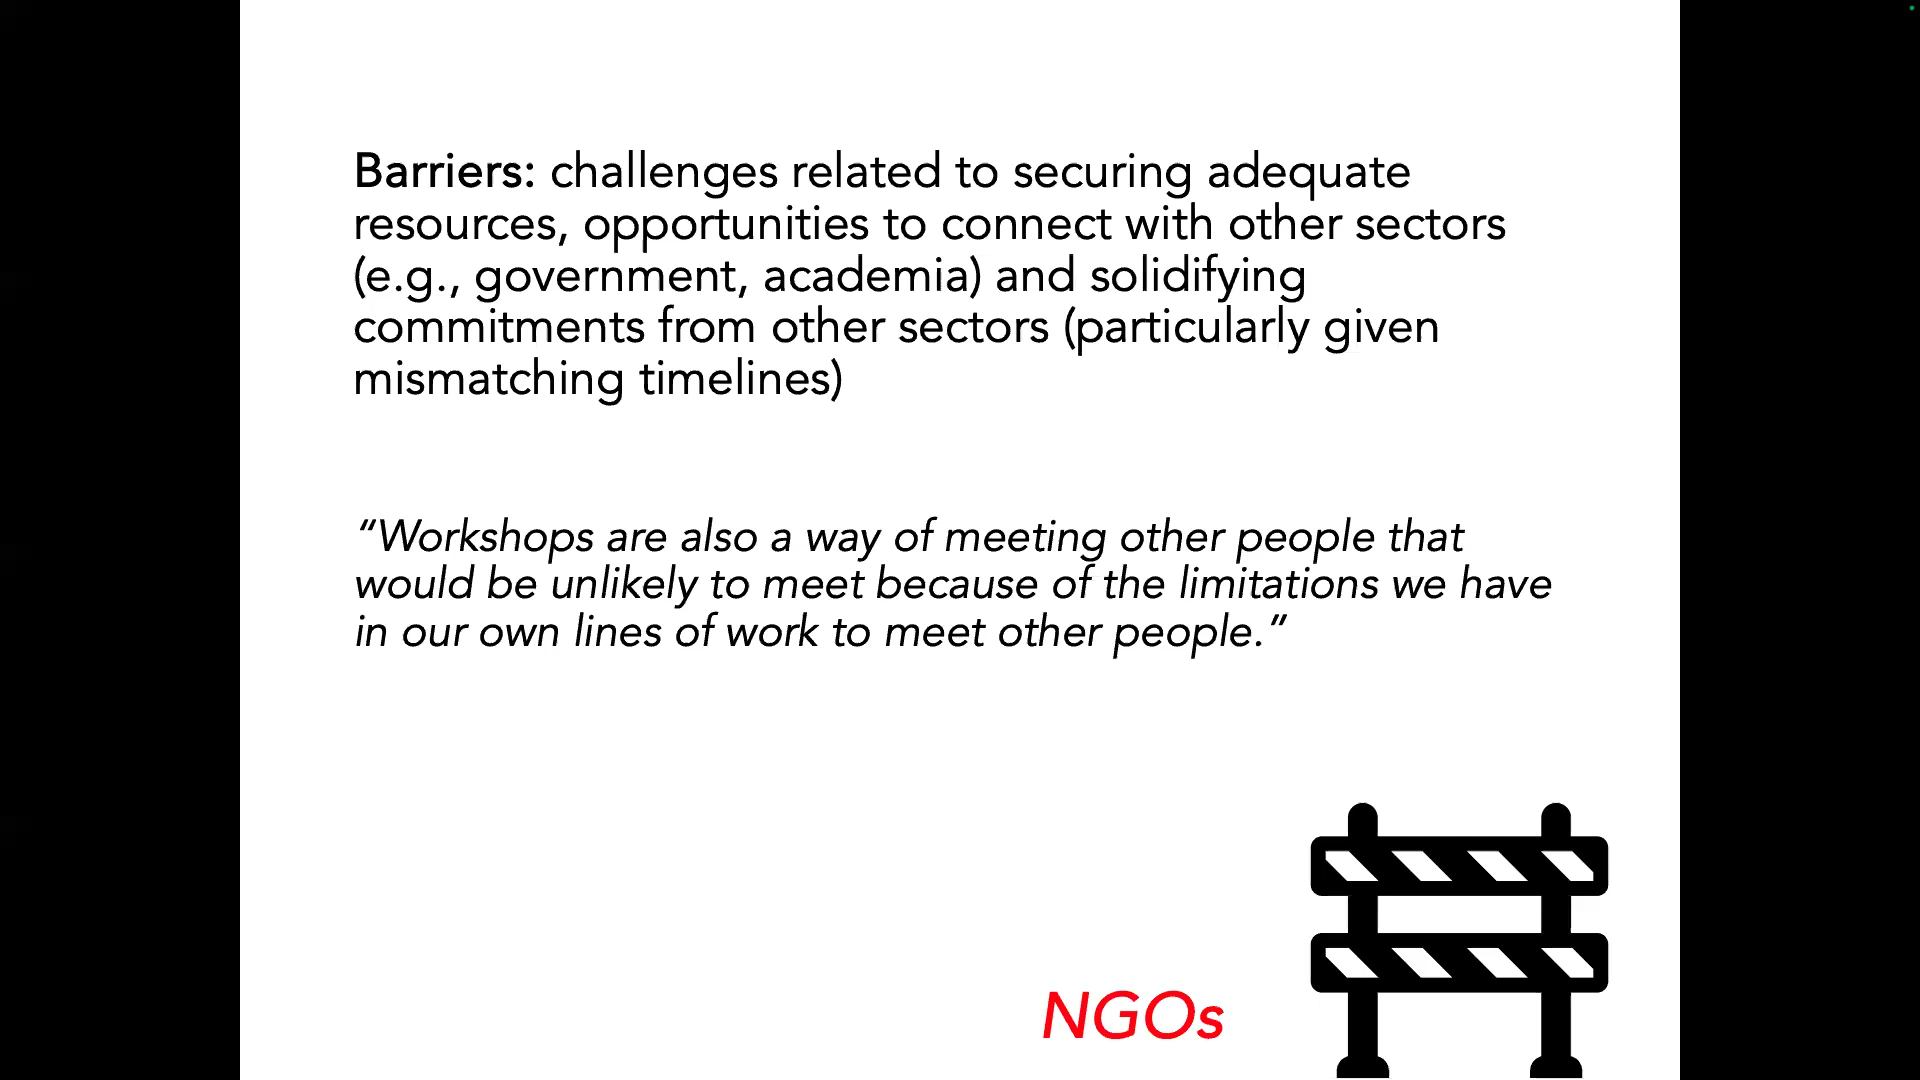 Barriers: challenges related to securing adequate
resources, opportunities to connect with other sectors
(e.g., government, academia) and solidifying
commitments from other sectors (particularly given
mismatching timelines)
“Workshops are also a way of meeting other people that
would be unlikely to meet because of the limitations we have
in our own lines of work to meet other people.”
NGOs